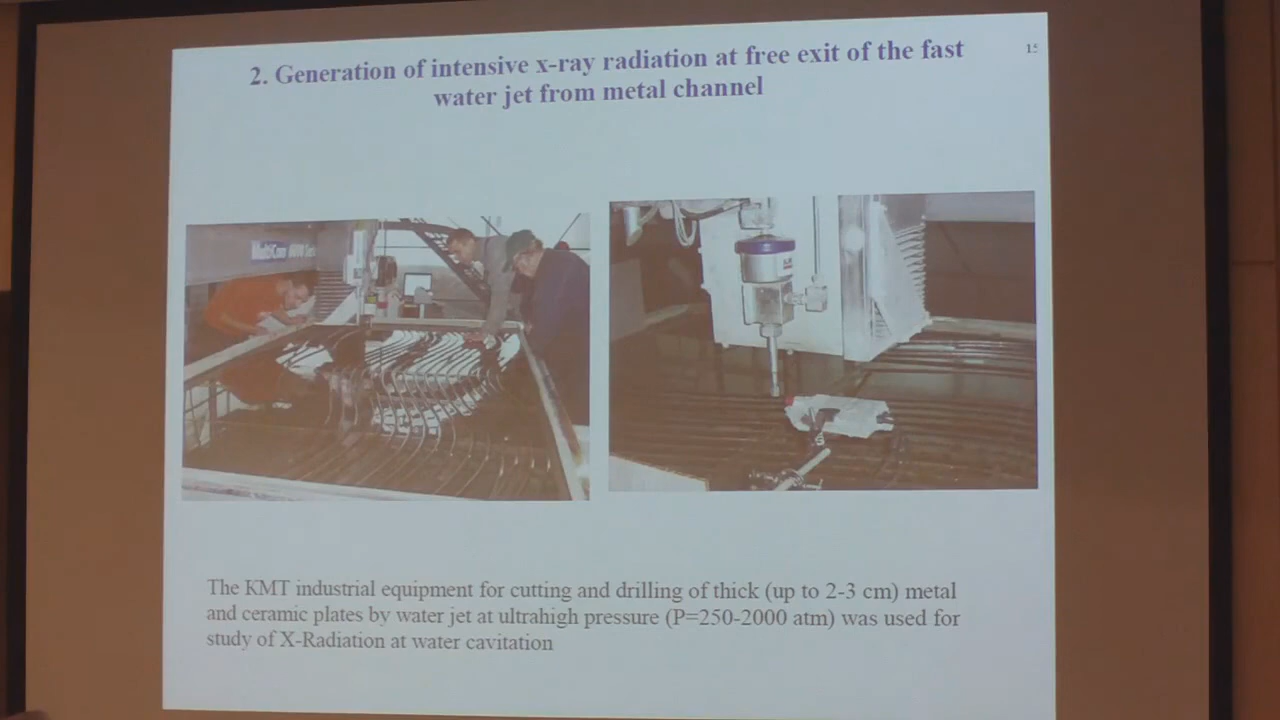 2. Generation of intensive x-ray radiation at free exit of the fast
water jet from metal channel
The KMT industrial equipment for cutting and drilling of thick (up to 2-3 cm) metal
and ceramic plates by water jet at ultrahigh pressure (P=250-2000 atm) was used for
study of X-Radiation at water cavitation